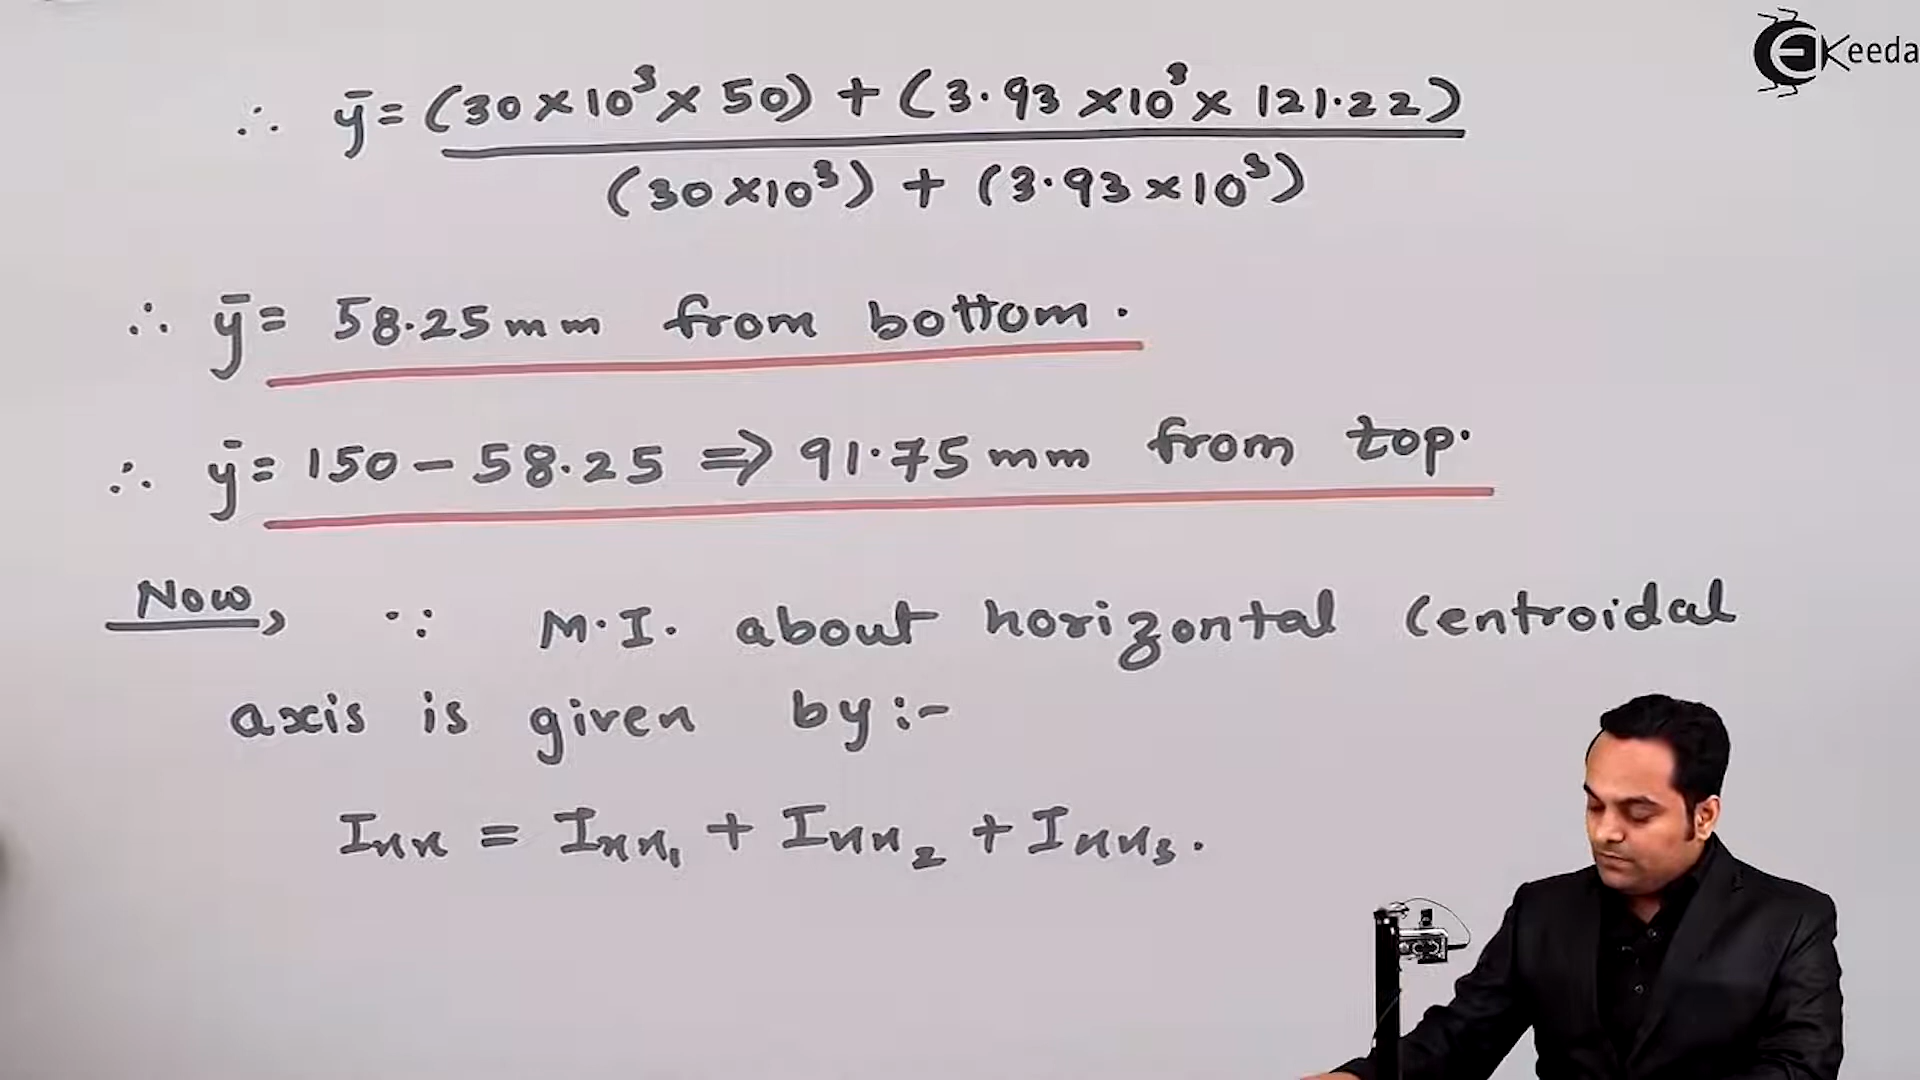 eKeeda
∴ ȳ = (30 × 10³ × 50) + (3.93 × 10³ × 121.22)
(30 × 10³) + (3.93 × 10³)
∴ ȳ = 58.25 mm from bottom.
∴ ȳ = 150 − 58.25 ⇒ 91.75 mm from top.
Now, ∵ M.I. about horizontal centroidal
axis is given by :-
Ixx = Ixx₁ + Ixx₂ + Ixx₃.